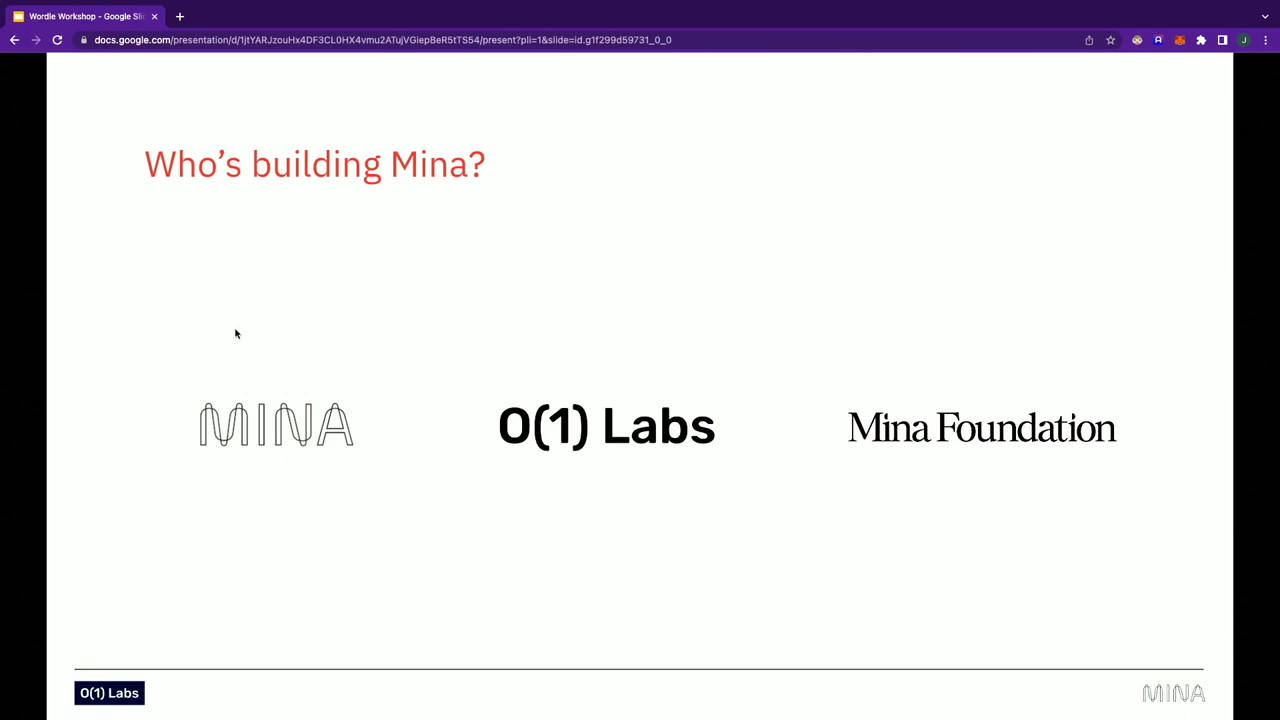 Wordle Workshop - Google Slid
docs.google.com/presentation/d/1jtYARJzouHx4DF3CL0HX4vmu2ATujVGiepBeR5tTS54/present?pli=1&slide=id.g1f299d59731_0_0
J
Who's building Mina?
MINA
O(1) Labs
Mina Foundation
O(1) Labs
MINA